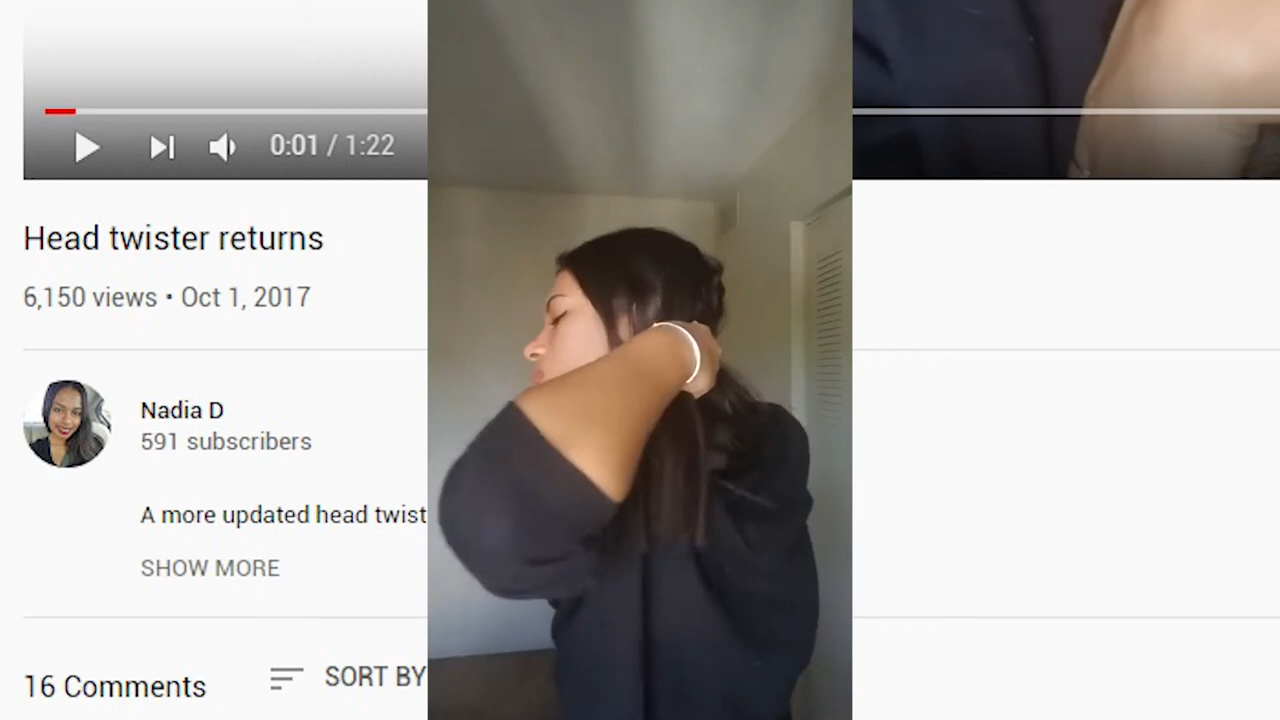 0:01 / 1:22
Head twister returns
6,150 views • Oct 1, 2017
Nadia D
591 subscribers
A more updated head twist
SHOW MORE
16 Comments
SORT BY